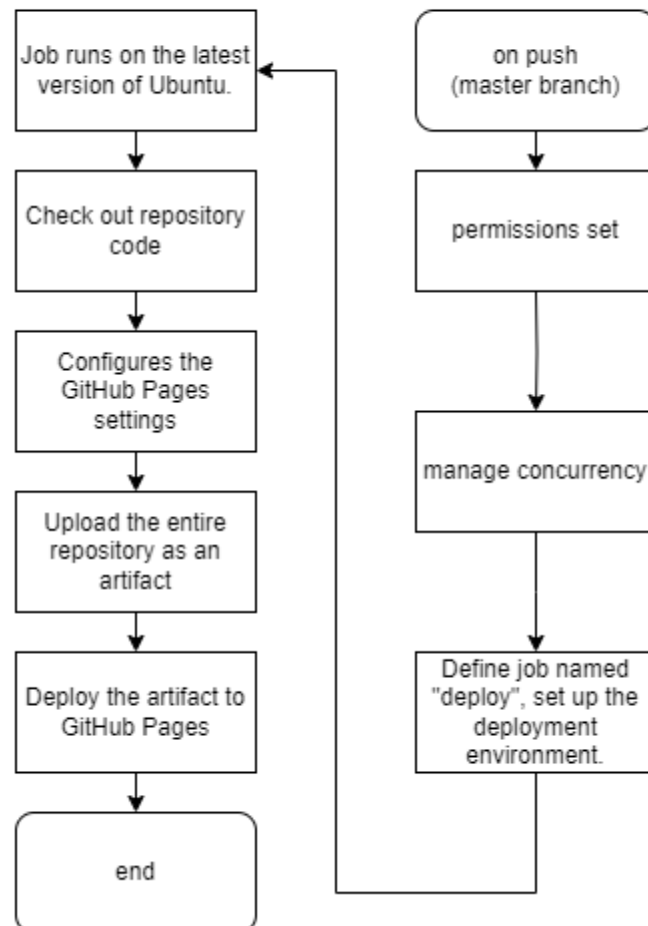 Job runs on the latest
version of Ubuntu.
on push
(master branch)
Check out repository
code
permissions set
Configures the
GitHub Pages
settings
manage concurrency
Upload the entire
repository as an
artifact
Define job named
"deploy", set up the
deployment
environment.
Deploy the artifact to
GitHub Pages
end